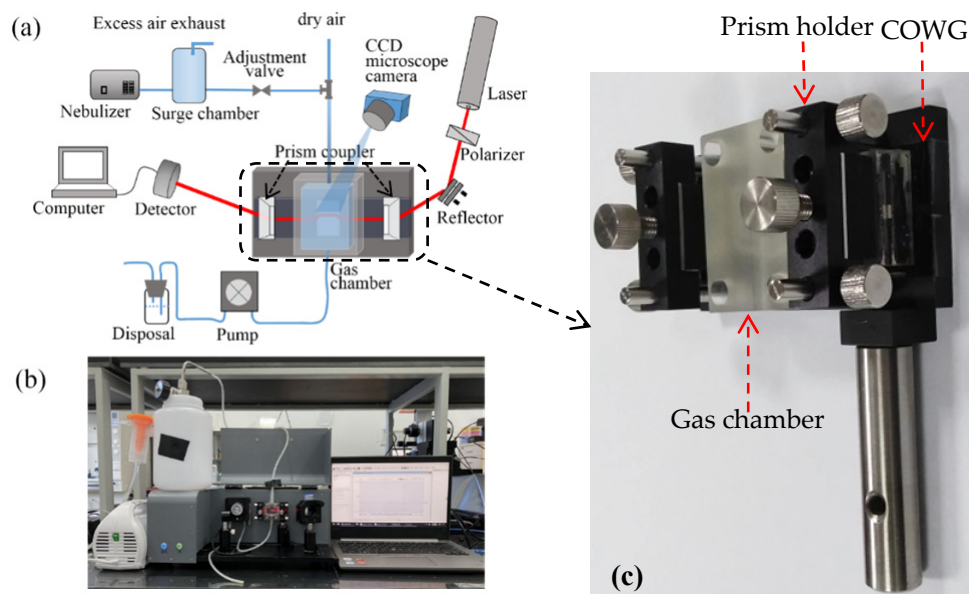 (a)
Excess air exhaust
dry air
CCD
microscope
camera
Adjustment
valve
Nebulizer
Surge chamber
Laser
Polarizer
Prism coupler
Computer
Detector
Reflector
Gas
chamber
Disposal
Pump
(b)
Prism holder
COWG
Gas chamber
(c)